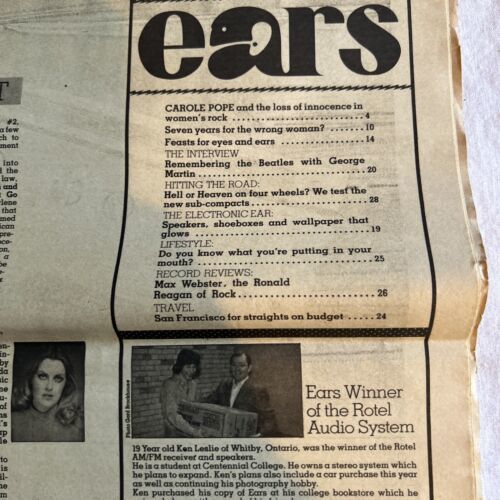 ears
CAROLE POPE and the loss of innocence in
women's rock . . . . . . . . . . . . . . . . . . . . . . 4
Seven years for the wrong woman? . . . . . . . 10
Feasts for eyes and ears . . . . . . . . . . . . . . . 14
THE INTERVIEW
Remembering the Beatles with George
Martin . . . . . . . . . . . . . . . . . . . . . . . . . . . . 20
HITTING THE ROAD:
Hell or Heaven on four wheels? We test the
new sub-compacts . . . . . . . . . . . . . . . . . . . 28
THE ELECTRONIC EAR:
Speakers, shoeboxes and wallpaper that
glows . . . . . . . . . . . . . . . . . . . . . . . . . . . . . 19
LIFESTYLE:
Do you know what you're putting in your
mouth? . . . . . . . . . . . . . . . . . . . . . . . . . . . . 25
RECORD REVIEWS:
Max Webster, the Ronald
Reagan of Rock . . . . . . . . . . . . . . . . . . . . . . 26
TRAVEL
San Francisco for straights on budget . . . . . 24
Ears Winner
of the Rotel
Audio System
19 Year old Ken Leslie of Whitby, Ontario, was the winner of the Rotel
AM/FM receiver and speakers.
He is a student at Centennial College. He owns a stereo system which
he plans to expand. Ken's plans also include a car purchase this year
as well as continuing his photography hobby.
Ken purchased his copy of Ears at his college bookstore which he